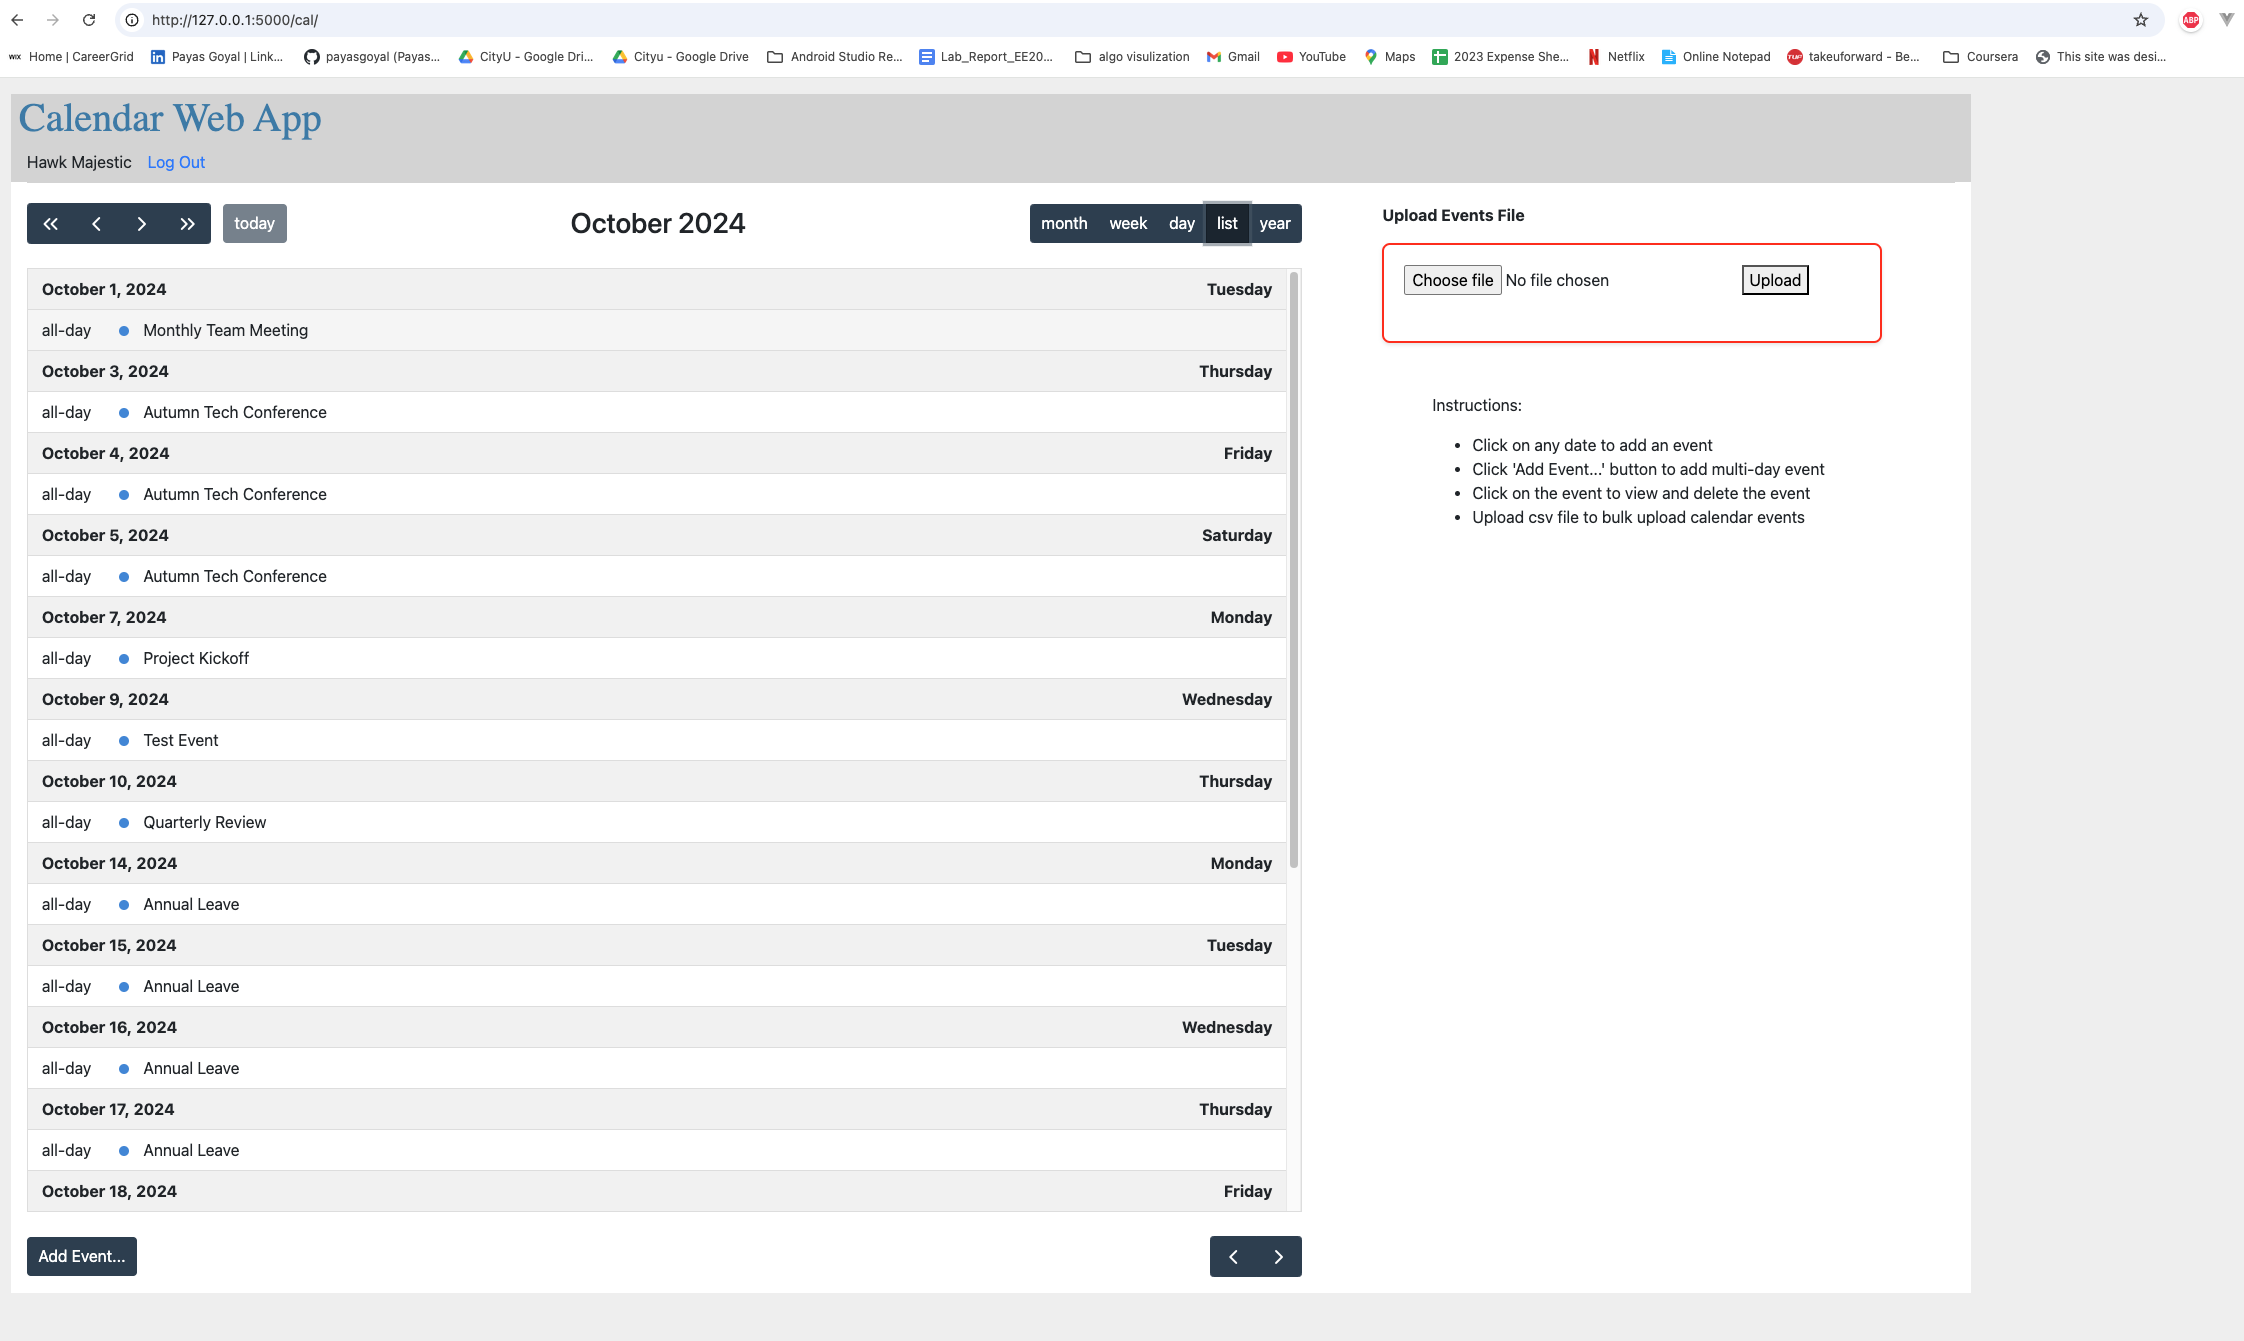 http://127.0.0.1:5000/cal/
ABP
WIX Home | CareerGrid
in Payas Goyal | Link...
payasgoyal (Payas...
CityU - Google Dri...
Cityu - Google Drive
Android Studio Re...
Lab_Report_EE20...
algo visulization
Gmail
YouTube
Maps
2023 Expense She...
Netflix
Online Notepad
TUF takeuforward - Be...
Coursera
This site was desi...
Calendar Web App
Hawk Majestic Log Out
today
October 2024
month week day list year
October 1, 2024 Tuesday
all-day Monthly Team Meeting
October 3, 2024 Thursday
all-day Autumn Tech Conference
October 4, 2024 Friday
all-day Autumn Tech Conference
October 5, 2024 Saturday
all-day Autumn Tech Conference
October 7, 2024 Monday
all-day Project Kickoff
October 9, 2024 Wednesday
all-day Test Event
October 10, 2024 Thursday
all-day Quarterly Review
October 14, 2024 Monday
all-day Annual Leave
October 15, 2024 Tuesday
all-day Annual Leave
October 16, 2024 Wednesday
all-day Annual Leave
October 17, 2024 Thursday
all-day Annual Leave
October 18, 2024 Friday
Add Event...
Upload Events File
Choose file No file chosen Upload
Instructions:
• Click on any date to add an event
• Click 'Add Event...' button to add multi-day event
• Click on the event to view and delete the event
• Upload csv file to bulk upload calendar events